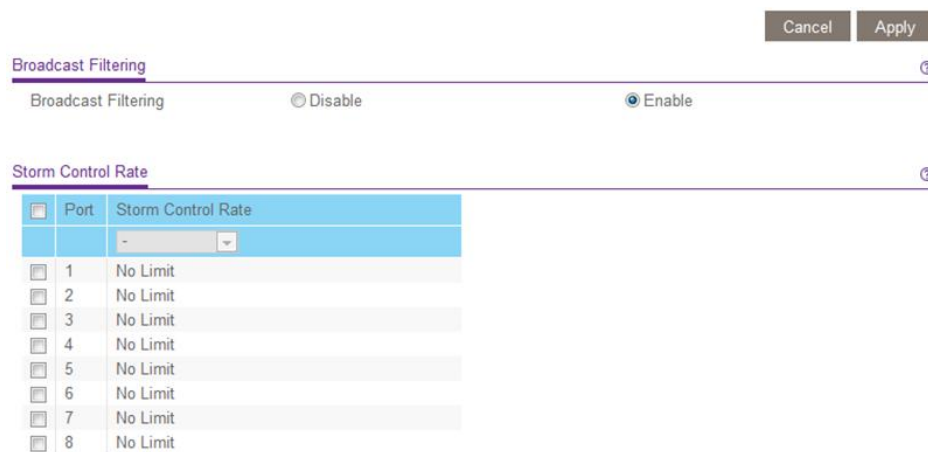 Cancel Apply
Broadcast Filtering
Broadcast Filtering Disable Enable
Storm Control Rate
Port Storm Control Rate
-
1 No Limit
2 No Limit
3 No Limit
4 No Limit
5 No Limit
6 No Limit
7 No Limit
8 No Limit